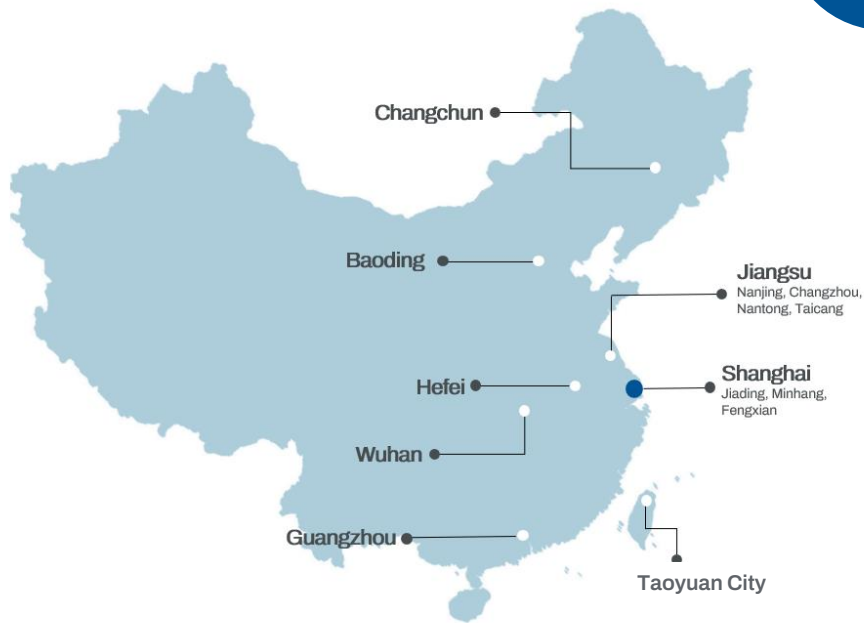 Changchun
Baoding
Jiangsu
Nanjing, Changzhou,
Nantong, Taicang
Shanghai
Jiading, Minhang,
Fengxian
Hefei
Wuhan
Guangzhou
Taoyuan City